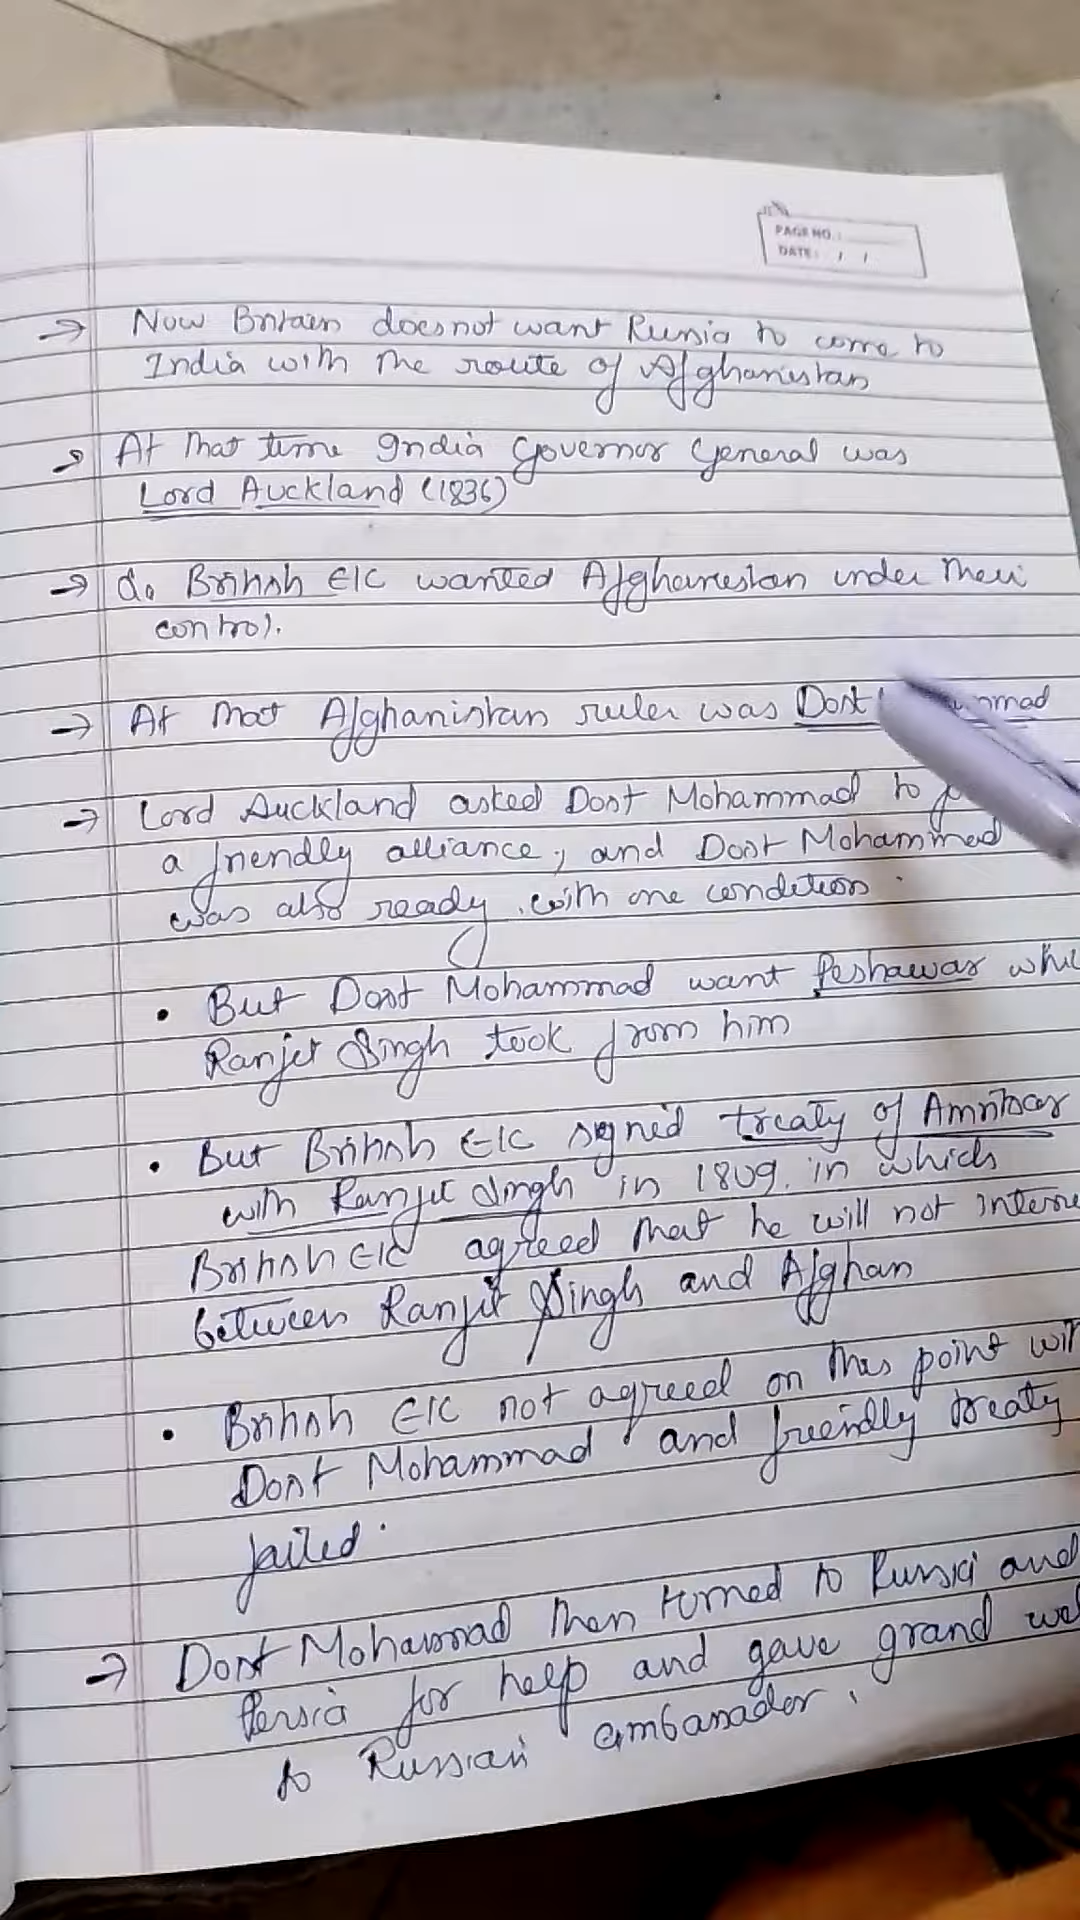 PAGE NO.:
DATE: / /
→ Now Britain does not want Russia to come to
India with the route of Afghanistan
→ At that time India Governor General was
Lord Auckland (1836)
→ So British EIC wanted Afghanistan under their
control.
→ At that Afghanistan ruler was Dost
→ Lord Auckland asked Dost Mohammad to
a friendly alliance, and Dost Mohammed
was also ready with one condition.
• But Dost Mohammad want Peshawar
Ranjit Singh took from him
• But British EIC signed treaty of Amritsar
with Ranjit Singh in 1809. in which
British EIC agreed that he will not
between Ranjit Singh and Afghan
• British EIC not agreed on this point
Dost Mohammad and friendly treaty
failed.
→ Dost Mohammad then turned to Russia and
Persia for help and gave grand
to Russian ambassador.